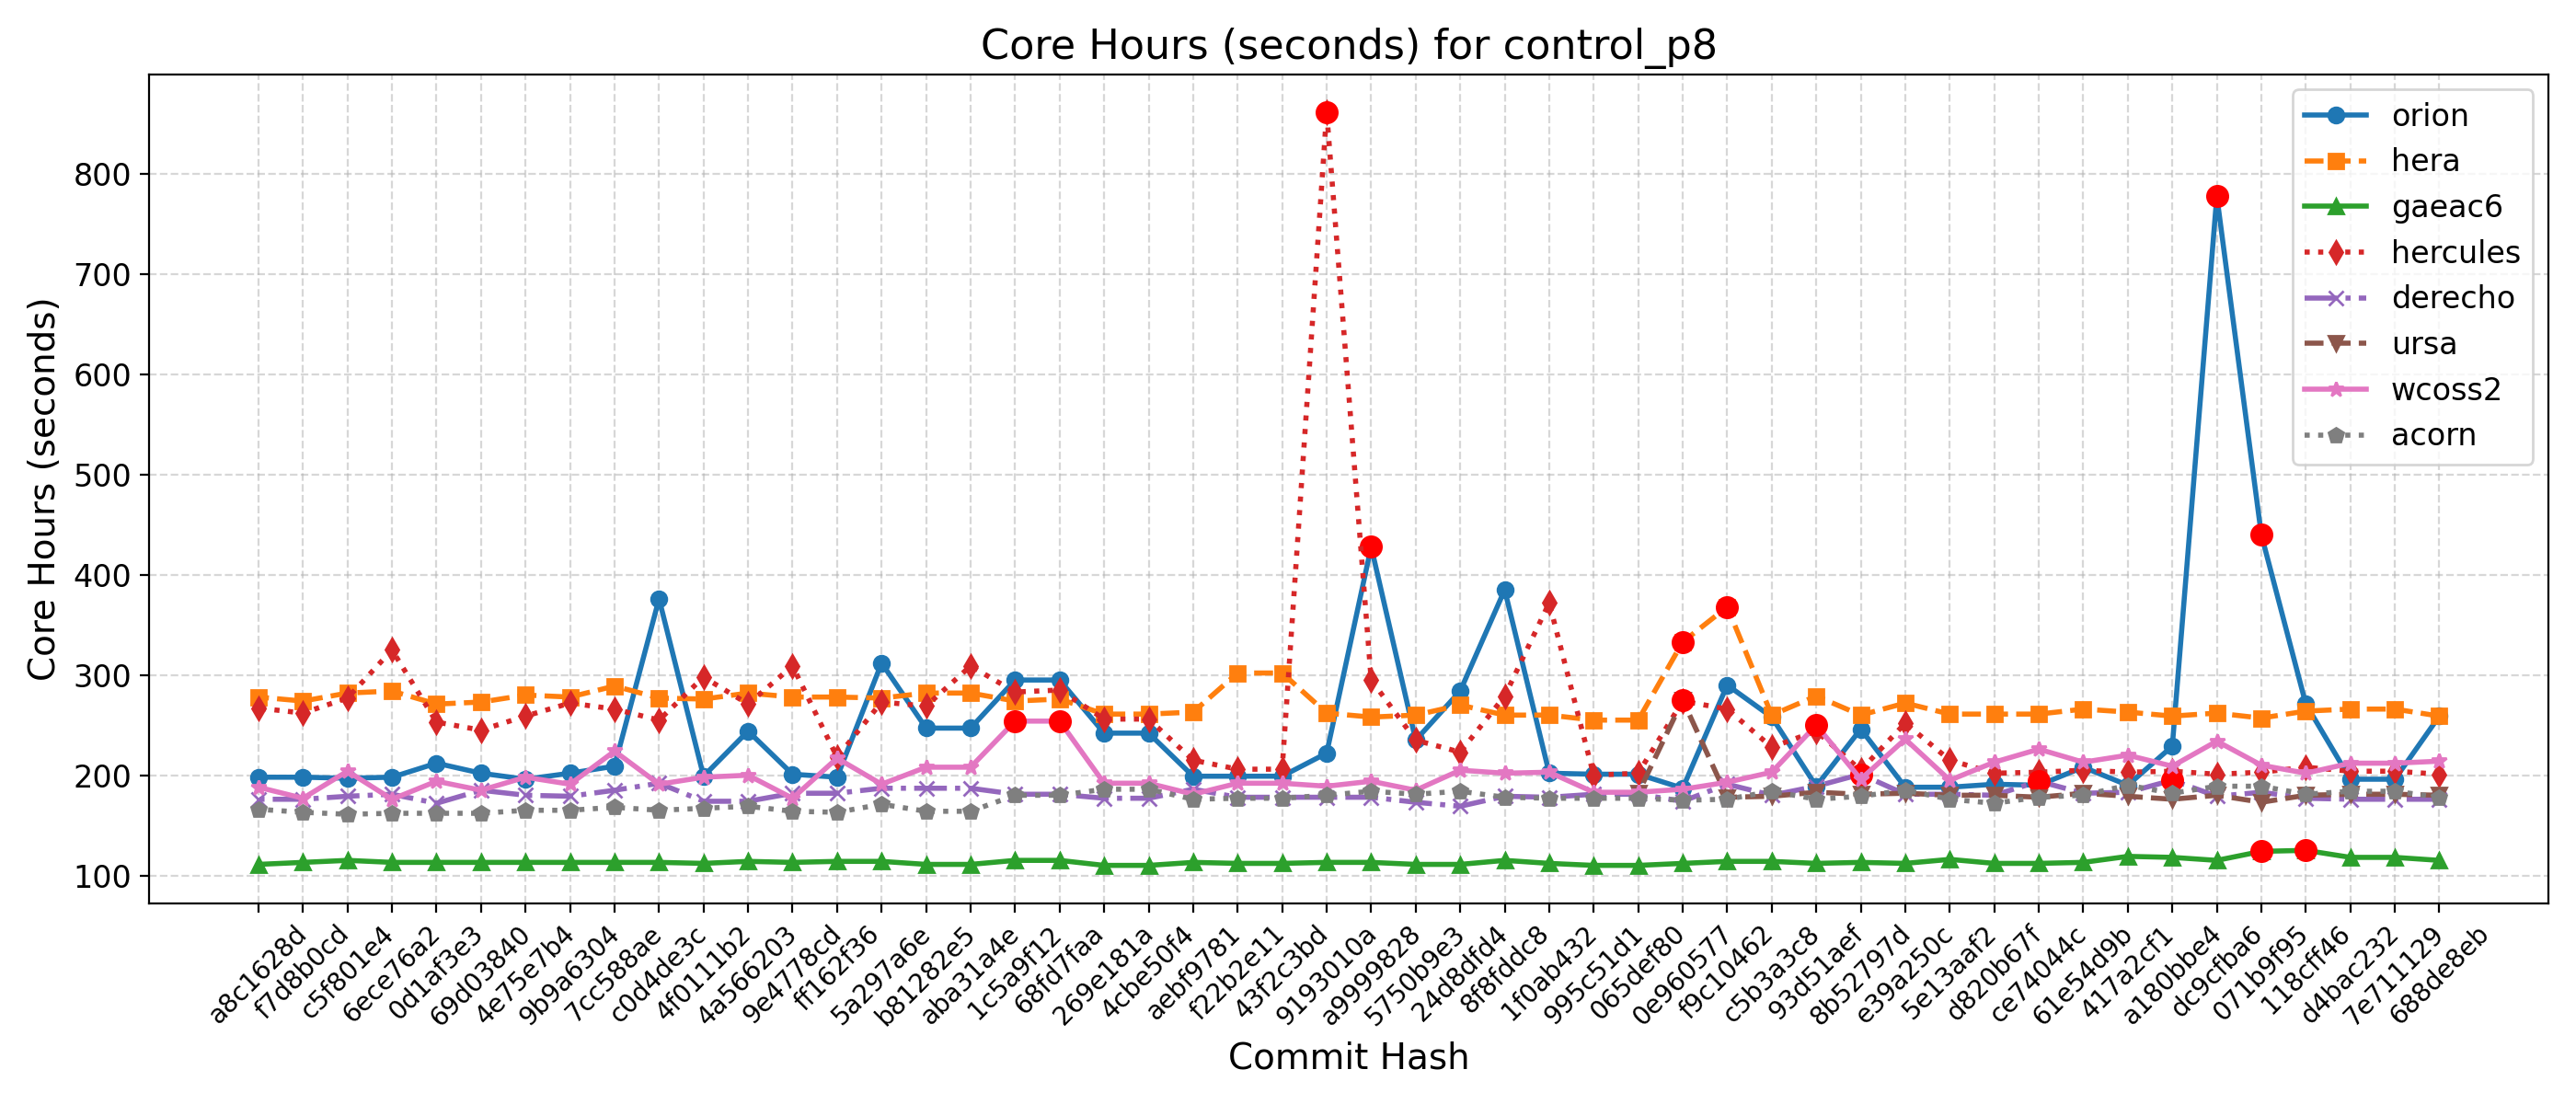 Core Hours (seconds) for control_p8
Core Hours (seconds)
800
700
600
500
400
300
200
100
orion
hera
gaeac6
hercules
derecho
ursa
wcoss2
acorn
a8c1628d
f7d8b0cd
c5f801e4
6ece76a2
0d1af3e3
69d03840
4e75e7b4
9b9a6304
7cc588ae
c0d4de3c
4f0111b2
4a566203
9e4778cd
ff162f36
5a297a6e
b81282e5
aba31a4e
1c5a9f12
68fd7faa
269e181a
4cbe50f4
aebf9781
f22b2e11
43f2c3bd
9193010a
a9999828
5750b9e3
24d8dfd4
8f8fddc8
1f0ab432
995c51d1
065def80
0e960577
f9c10462
c5b3a3c8
93d51aef
8b52797d
e39a250c
5e13aaf2
d820b67f
ce74044c
61e54d9b
417a2cf1
a180bbe4
dc9cfba6
071b9f95
118cff46
d4bac232
7e711129
688de8eb
Commit Hash